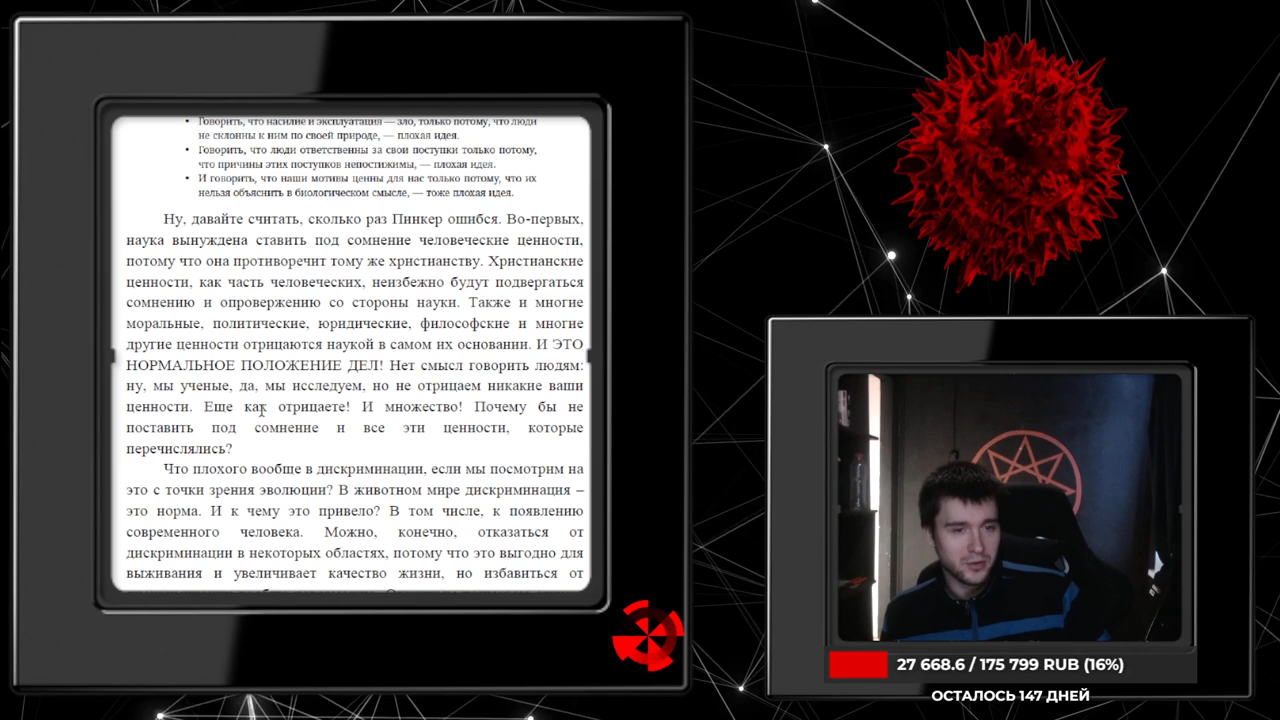 • Говорить, что насилие и эксплуатация — зло, только потому, что люди
не склонны к ним по своей природе, — плохая идея.
• Говорить, что люди ответственны за свои поступки только потому,
что причины этих поступков непостижимы, — плохая идея.
• И говорить, что наши мотивы ценны для нас только потому, что их
нельзя объяснить в биологическом смысле, — тоже плохая идея.
Ну, давайте считать, сколько раз Пинкер ошибся. Во-первых,
наука вынуждена ставить под сомнение человеческие ценности,
потому что она противоречит тому же христианству. Христианские
ценности, как часть человеческих, неизбежно будут подвергаться
сомнению и опровержению со стороны науки. Также и многие
моральные, политические, юридические, философские и многие
другие ценности отрицаются наукой в самом их основании. И ЭТО
НОРМАЛЬНОЕ ПОЛОЖЕНИЕ ДЕЛ! Нет смысл говорить людям:
ну, мы ученые, да, мы исследуем, но не отрицаем никакие ваши
ценности. Еще как отрицаете! И множество! Почему бы не
поставить под сомнение и все эти ценности, которые
перечислялись?
Что плохого вообще в дискриминации, если мы посмотрим на
это с точки зрения эволюции? В животном мире дискриминация –
это норма. И к чему это привело? В том числе, к появлению
современного человека. Можно, конечно, отказаться от
дискриминации в некоторых областях, потому что это выгодно для
выживания и увеличивает качество жизни, но избавиться от
27 668.6 / 175 799 RUB (16%)
ОСТАЛОСЬ 147 ДНЕЙ